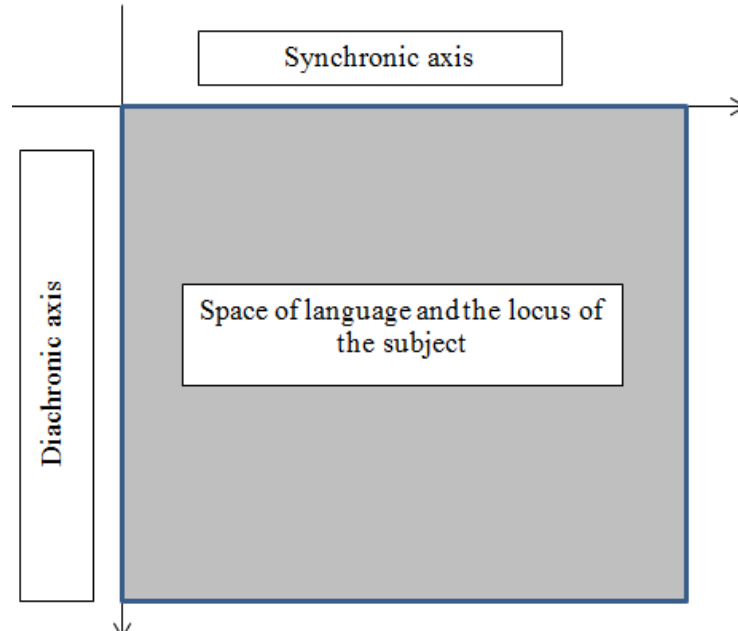 Synchronic axis
Diachronic axis
Space of language and the locus of
the subject